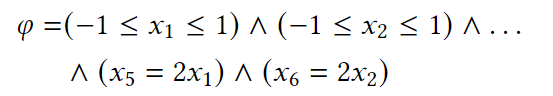 φ =(−1 ≤ x₁ ≤ 1) ∧ (−1 ≤ x₂ ≤ 1) ∧ …
∧ (x₅ = 2x₁) ∧ (x₆ = 2x₂)